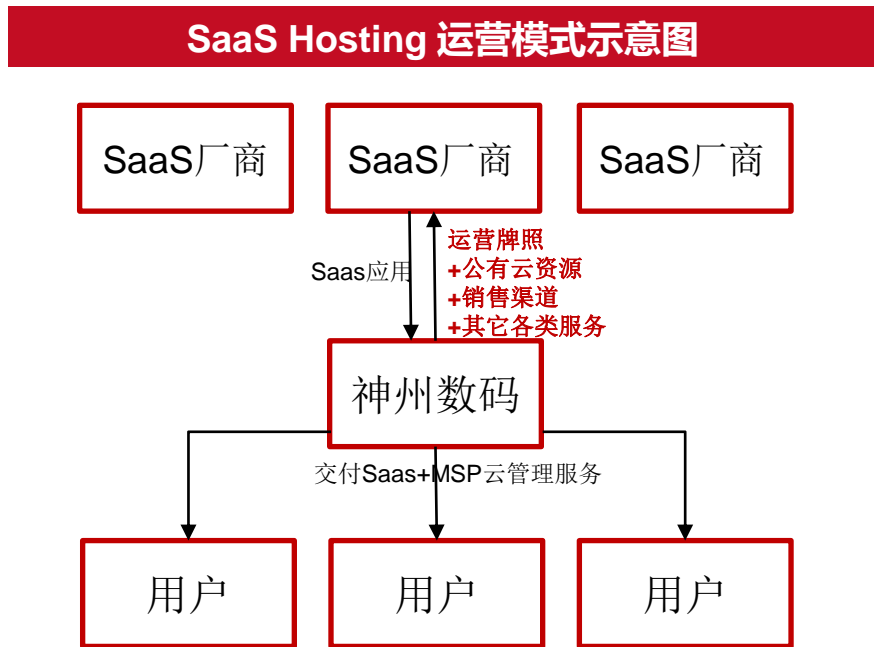 SaaS Hosting 运营模式示意图
SaaS厂商
SaaS厂商
SaaS厂商
Saas应用
运营牌照
+公有云资源
+销售渠道
+其它各类服务
神州数码
交付Saas+MSP云管理服务
用户
用户
用户